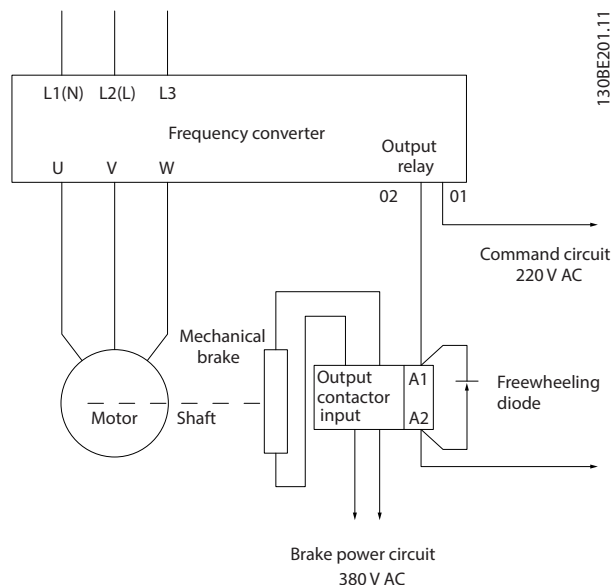 130BE201.11
L1(N) L2(L) L3
Frequency converter
Output
relay
U V W
02 01
Command circuit
220 V AC
Mechanical
brake
Output
contactor
input
A1
A2
Freewheeling
diode
Motor Shaft
Brake power circuit
380 V AC